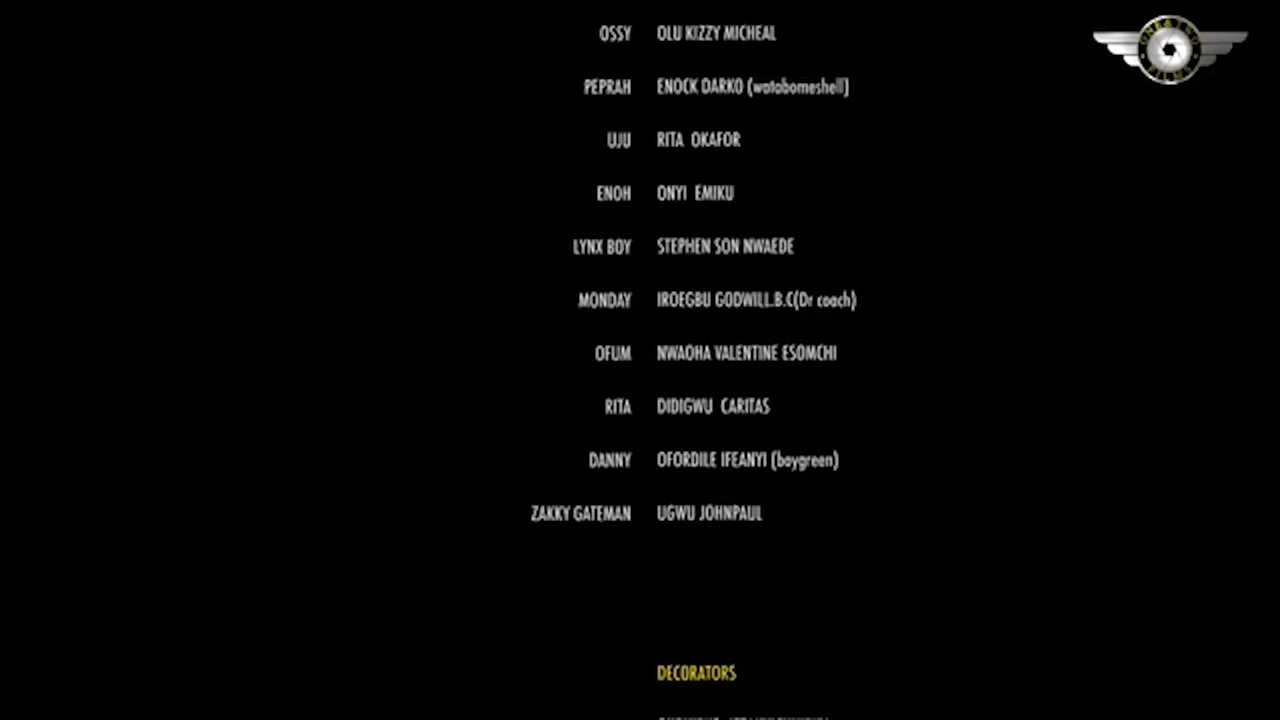 OSSY OLU KIZZY MICHEAL
PEPRAH ENOCK DARKO (watabomeshell)
UJU RITA OKAFOR
ENOH ONYI EMIKU
LYNX BOY STEPHEN SON NWAEDE
MONDAY IROEGBU GODWILL.B.C(Dr coach)
OFUM NWAOHA VALENTINE ESOMCHI
RITA DIDIGWU CARITAS
DANNY OFORDILE IFEANYI (boygreen)
ZAKKY GATEMAN UGWU JOHNPAUL
DECORATORS
FILMS